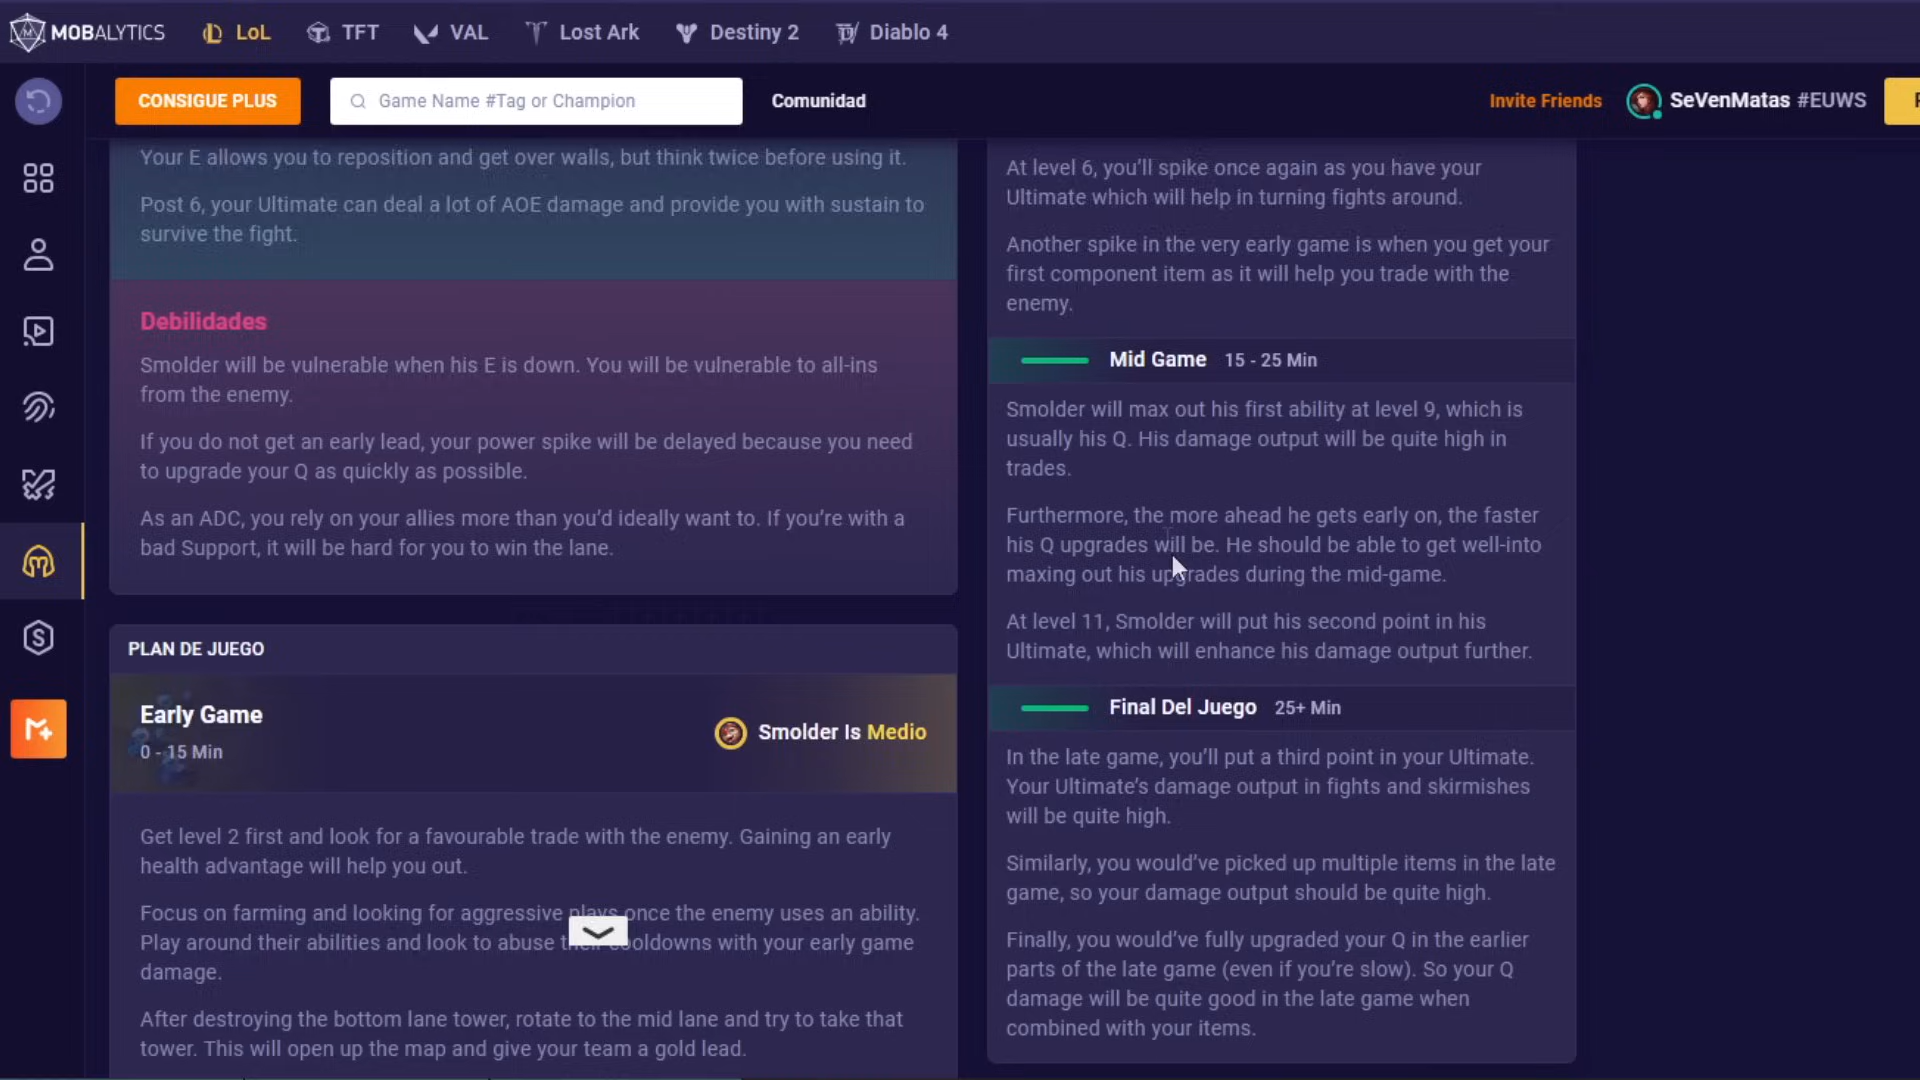 MOBALYTICS
LoL
TFT
VAL
Lost Ark
Destiny 2
Diablo 4
CONSIGUE PLUS
Game Name #Tag or Champion
Comunidad
Invite Friends
SeVenMatas #EUWS
Your E allows you to reposition and get over walls, but think twice before using it.
Post 6, your Ultimate can deal a lot of AOE damage and provide you with sustain to
survive the fight.
Debilidades
Smolder will be vulnerable when his E is down. You will be vulnerable to all-ins
from the enemy.
If you do not get an early lead, your power spike will be delayed because you need
to upgrade your Q as quickly as possible.
As an ADC, you rely on your allies more than you’d ideally want to. If you’re with a
bad Support, it will be hard for you to win the lane.
PLAN DE JUEGO
Early Game
0 - 15 Min
Smolder Is Medio
Get level 2 first and look for a favourable trade with the enemy. Gaining an early
health advantage will help you out.
Focus on farming and looking for aggressive plays once the enemy uses an ability.
Play around their abilities and look to abuse their cooldowns with your early game
damage.
After destroying the bottom lane tower, rotate to the mid lane and try to take that
tower. This will open up the map and give your team a gold lead.
At level 6, you’ll spike once again as you have your
Ultimate which will help in turning fights around.
Another spike in the very early game is when you get your
first component item as it will help you trade with the
enemy.
Mid Game 15 - 25 Min
Smolder will max out his first ability at level 9, which is
usually his Q. His damage output will be quite high in
trades.
Furthermore, the more ahead he gets early on, the faster
his Q upgrades will be. He should be able to get well-into
maxing out his upgrades during the mid-game.
At level 11, Smolder will put his second point in his
Ultimate, which will enhance his damage output further.
Final Del Juego 25+ Min
In the late game, you’ll put a third point in your Ultimate.
Your Ultimate’s damage output in fights and skirmishes
will be quite high.
Similarly, you would’ve picked up multiple items in the late
game, so your damage output should be quite high.
Finally, you would’ve fully upgraded your Q in the earlier
parts of the late game (even if you’re slow). So your Q
damage will be quite good in the late game when
combined with your items.